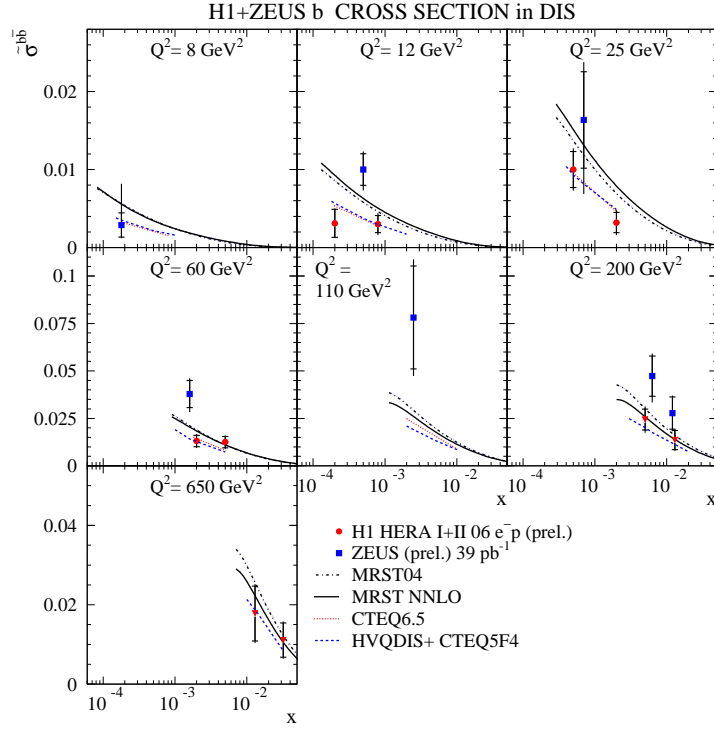 H1+ZEUS b CROSS SECTION in DIS
σ̃^{bb̄}
Q² = 8 GeV²
Q² = 12 GeV²
Q² = 25 GeV²
0.02
0.01
0
Q² = 60 GeV²
Q² =
110 GeV²
Q² = 200 GeV²
0.1
0.075
0.05
0.025
0
Q² = 650 GeV²
10⁻³ 10⁻² x
10⁻⁴ 10⁻³ 10⁻² x
0.04
0.02
0
10⁻⁴ 10⁻³ 10⁻² x
H1 HERA I+II 06 e⁻p (prel.)
ZEUS (prel.) 39 pb⁻¹
MRST04
MRST NNLO
CTEQ6.5
HVQDIS+ CTEQ5F4